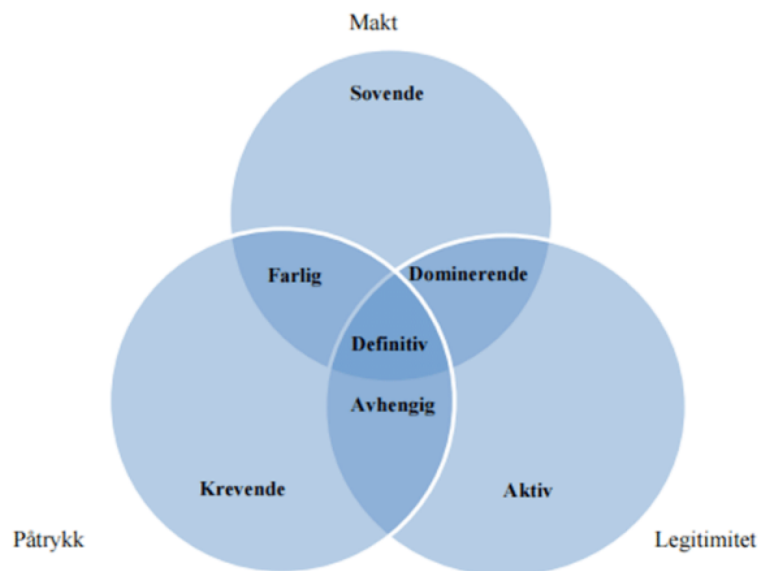 Makt
Sovende
Farlig
Dominerende
Definitiv
Avhengig
Krevende
Aktiv
Påtrykk
Legitimitet